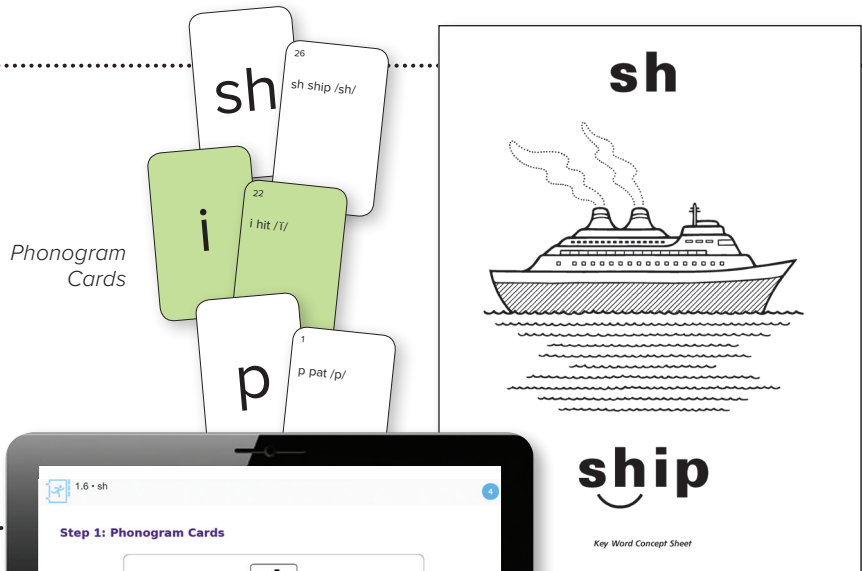 sh
26
sh ship /sh/
i
22
i hit /ĭ/
Phonogram
Cards
p
1
p pat /p/
sh
ship
Key Word Concept Sheet
1.6 • sh
4
Step 1: Phonogram Cards